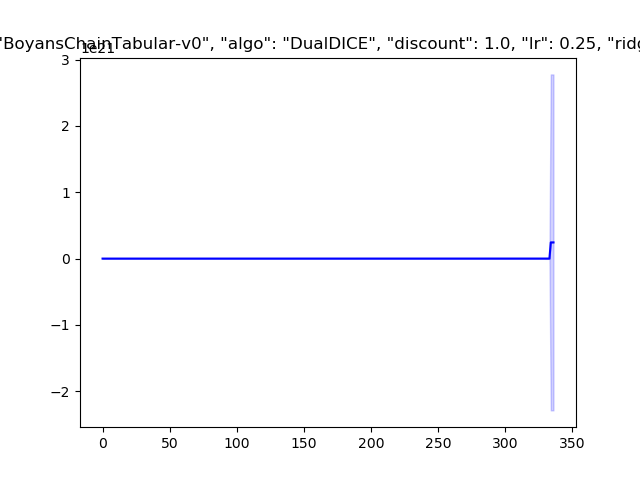 "BoyansChainTabular-v0", "algo": "DualDICE", "discount": 1.0, "lr": 0.25, "ridg
1e21
3
2
1
0
−1
−2
0 50 100 150 200 250 300 350